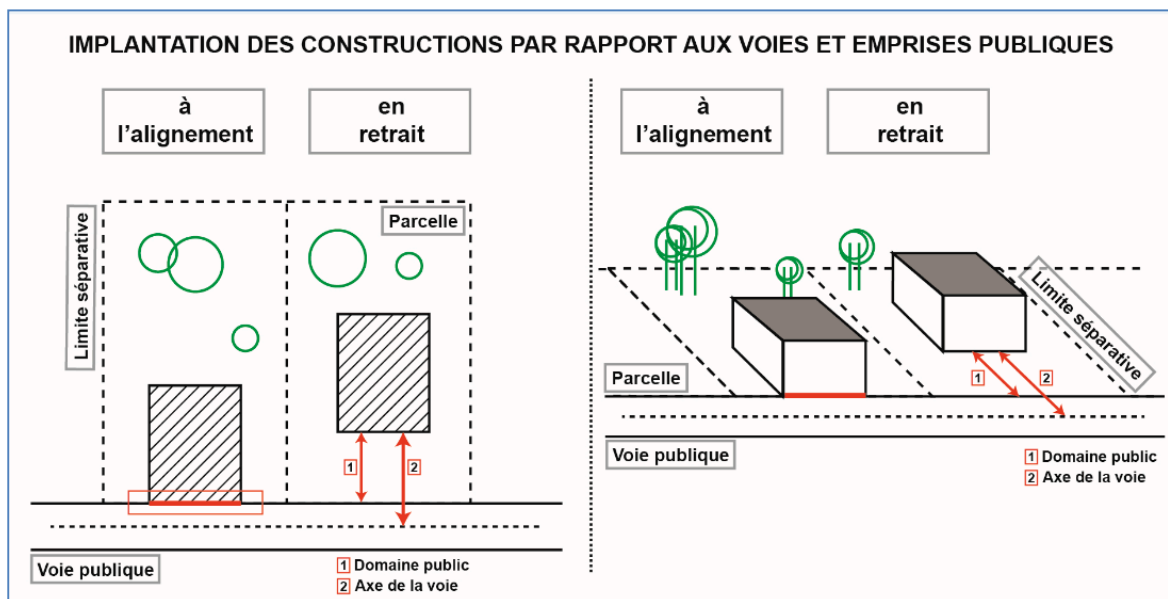 IMPLANTATION DES CONSTRUCTIONS PAR RAPPORT AUX VOIES ET EMPRISES PUBLIQUES
à
l'alignement
en
retrait
Limite séparative
Parcelle
1
2
Voie publique
1 Domaine public
2 Axe de la voie
à
l'alignement
en
retrait
Limite séparative
Parcelle
1
2
Voie publique
1 Domaine public
2 Axe de la voie